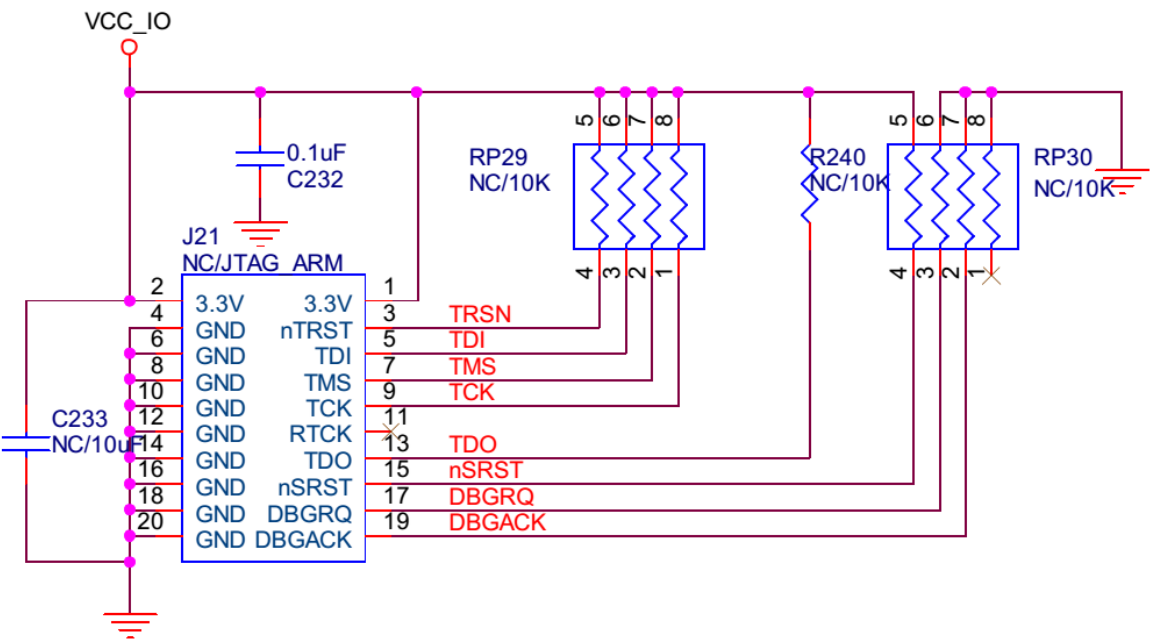 VCC_IO
0.1uF
C232
RP29
NC/10K
5 6 7 8
4 3 2 1
R240
NC/10K
5 6 7 8
4 3 2 1
RP30
NC/10K
J21
NC/JTAG_ARM
2 3.3V 3.3V 1
4 GND nTRST 3 TRSN
6 GND TDI 5 TDI
8 GND TMS 7 TMS
10 GND TCK 9 TCK
12 GND RTCK 11
14 GND TDO 13 TDO
16 GND nSRST 15 nSRST
18 GND DBGRQ 17 DBGRQ
20 GND DBGACK 19 DBGACK
C233
NC/10uF